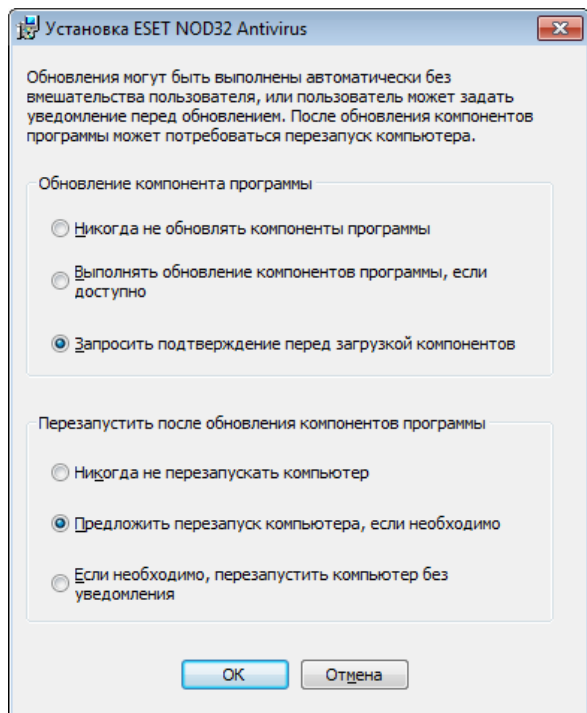 Установка ESET NOD32 Antivirus
Обновления могут быть выполнены автоматически без
вмешательства пользователя, или пользователь может задать
уведомление перед обновлением. После обновления компонентов
программы может потребоваться перезапуск компьютера.
Обновление компонента программы
Никогда не обновлять компоненты программы
Выполнять обновление компонентов программы, если
доступно
Запросить подтверждение перед загрузкой компонентов
Перезапустить после обновления компонентов программы
Никогда не перезапускать компьютер
Предложить перезапуск компьютера, если необходимо
Если необходимо, перезапустить компьютер без
уведомления
ОК
Отмена